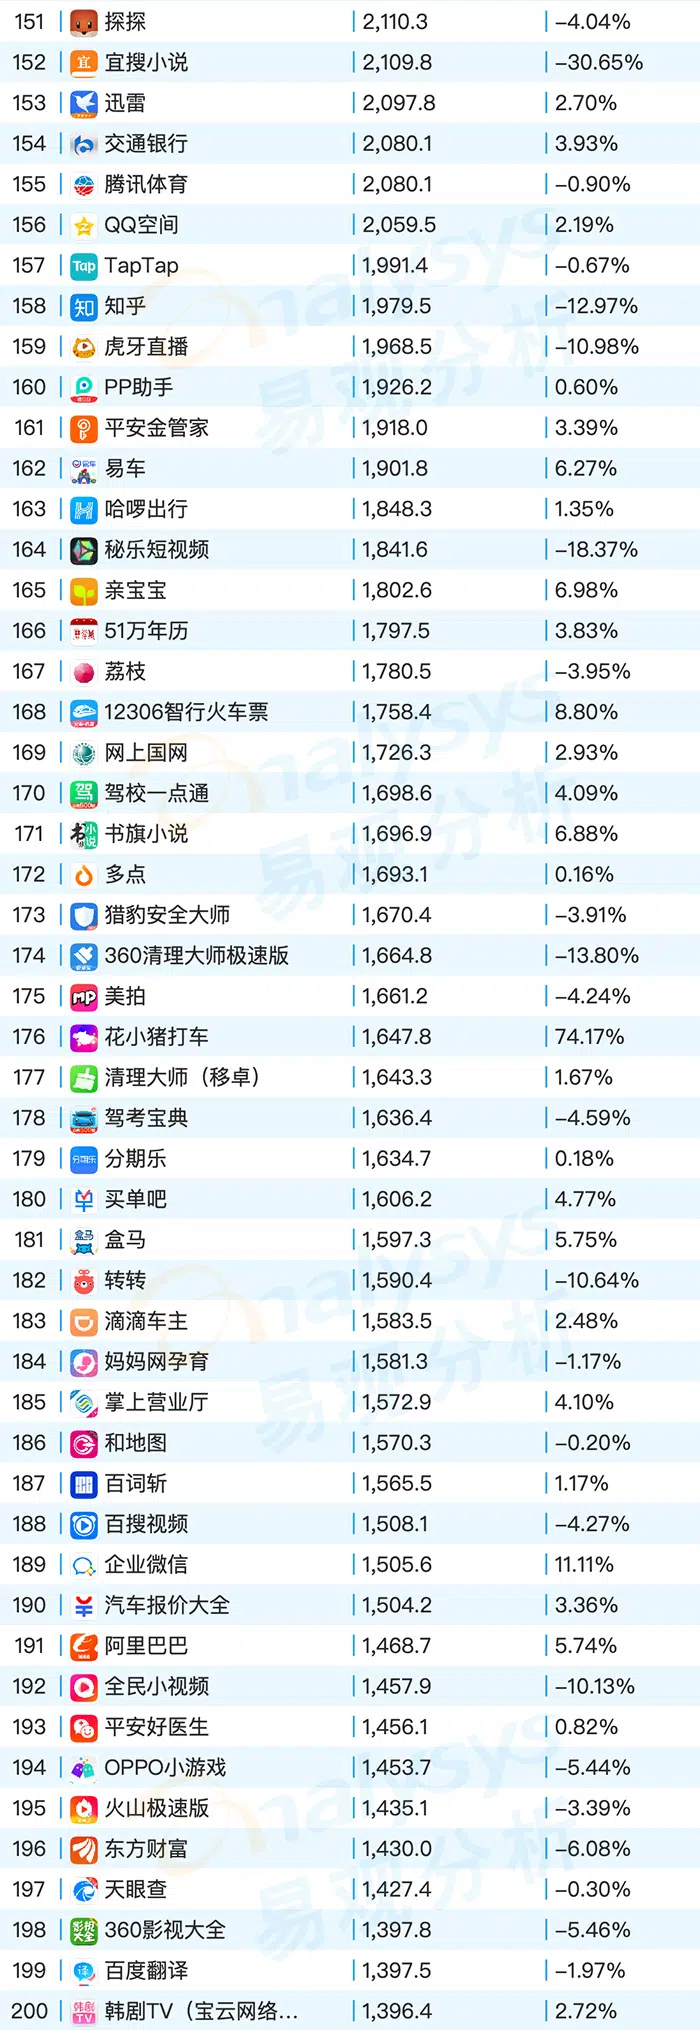 151 探探 2,110.3 -4.04%
152 宜搜小说 2,109.8 -30.65%
153 迅雷 2,097.8 2.70%
154 交通银行 2,080.1 3.93%
155 腾讯体育 2,080.1 -0.90%
156 QQ空间 2,059.5 2.19%
157 TapTap 1,991.4 -0.67%
158 知乎 1,979.5 -12.97%
159 虎牙直播 1,968.5 -10.98%
160 PP助手 1,926.2 0.60%
161 平安金管家 1,918.0 3.39%
162 易车 1,901.8 6.27%
163 哈啰出行 1,848.3 1.35%
164 秘乐短视频 1,841.6 -18.37%
165 亲宝宝 1,802.6 6.98%
166 51万年历 1,797.5 3.83%
167 荔枝 1,780.5 -3.95%
168 12306智行火车票 1,758.4 8.80%
169 网上国网 1,726.3 2.93%
170 驾校一点通 1,698.6 4.09%
171 书旗小说 1,696.9 6.88%
172 多点 1,693.1 0.16%
173 猎豹安全大师 1,670.4 -3.91%
174 360清理大师极速版 1,664.8 -13.80%
175 美拍 1,661.2 -4.24%
176 花小猪打车 1,647.8 74.17%
177 清理大师（移卓） 1,643.3 1.67%
178 驾考宝典 1,636.4 -4.59%
179 分期乐 1,634.7 0.18%
180 买单吧 1,606.2 4.77%
181 盒马 1,597.3 5.75%
182 转转 1,590.4 -10.64%
183 滴滴车主 1,583.5 2.48%
184 妈妈网孕育 1,581.3 -1.17%
185 掌上营业厅 1,572.9 4.10%
186 和地图 1,570.3 -0.20%
187 百词斩 1,565.5 1.17%
188 百搜视频 1,508.1 -4.27%
189 企业微信 1,505.6 11.11%
190 汽车报价大全 1,504.2 3.36%
191 阿里巴巴 1,468.7 5.74%
192 全民小视频 1,457.9 -10.13%
193 平安好医生 1,456.1 0.82%
194 OPPO小游戏 1,453.7 -5.44%
195 火山极速版 1,435.1 -3.39%
196 东方财富 1,430.0 -6.08%
197 天眼查 1,427.4 -0.30%
198 360影视大全 1,397.8 -5.46%
199 百度翻译 1,397.5 -1.97%
200 韩剧TV（宝云网络... 1,396.4 2.72%